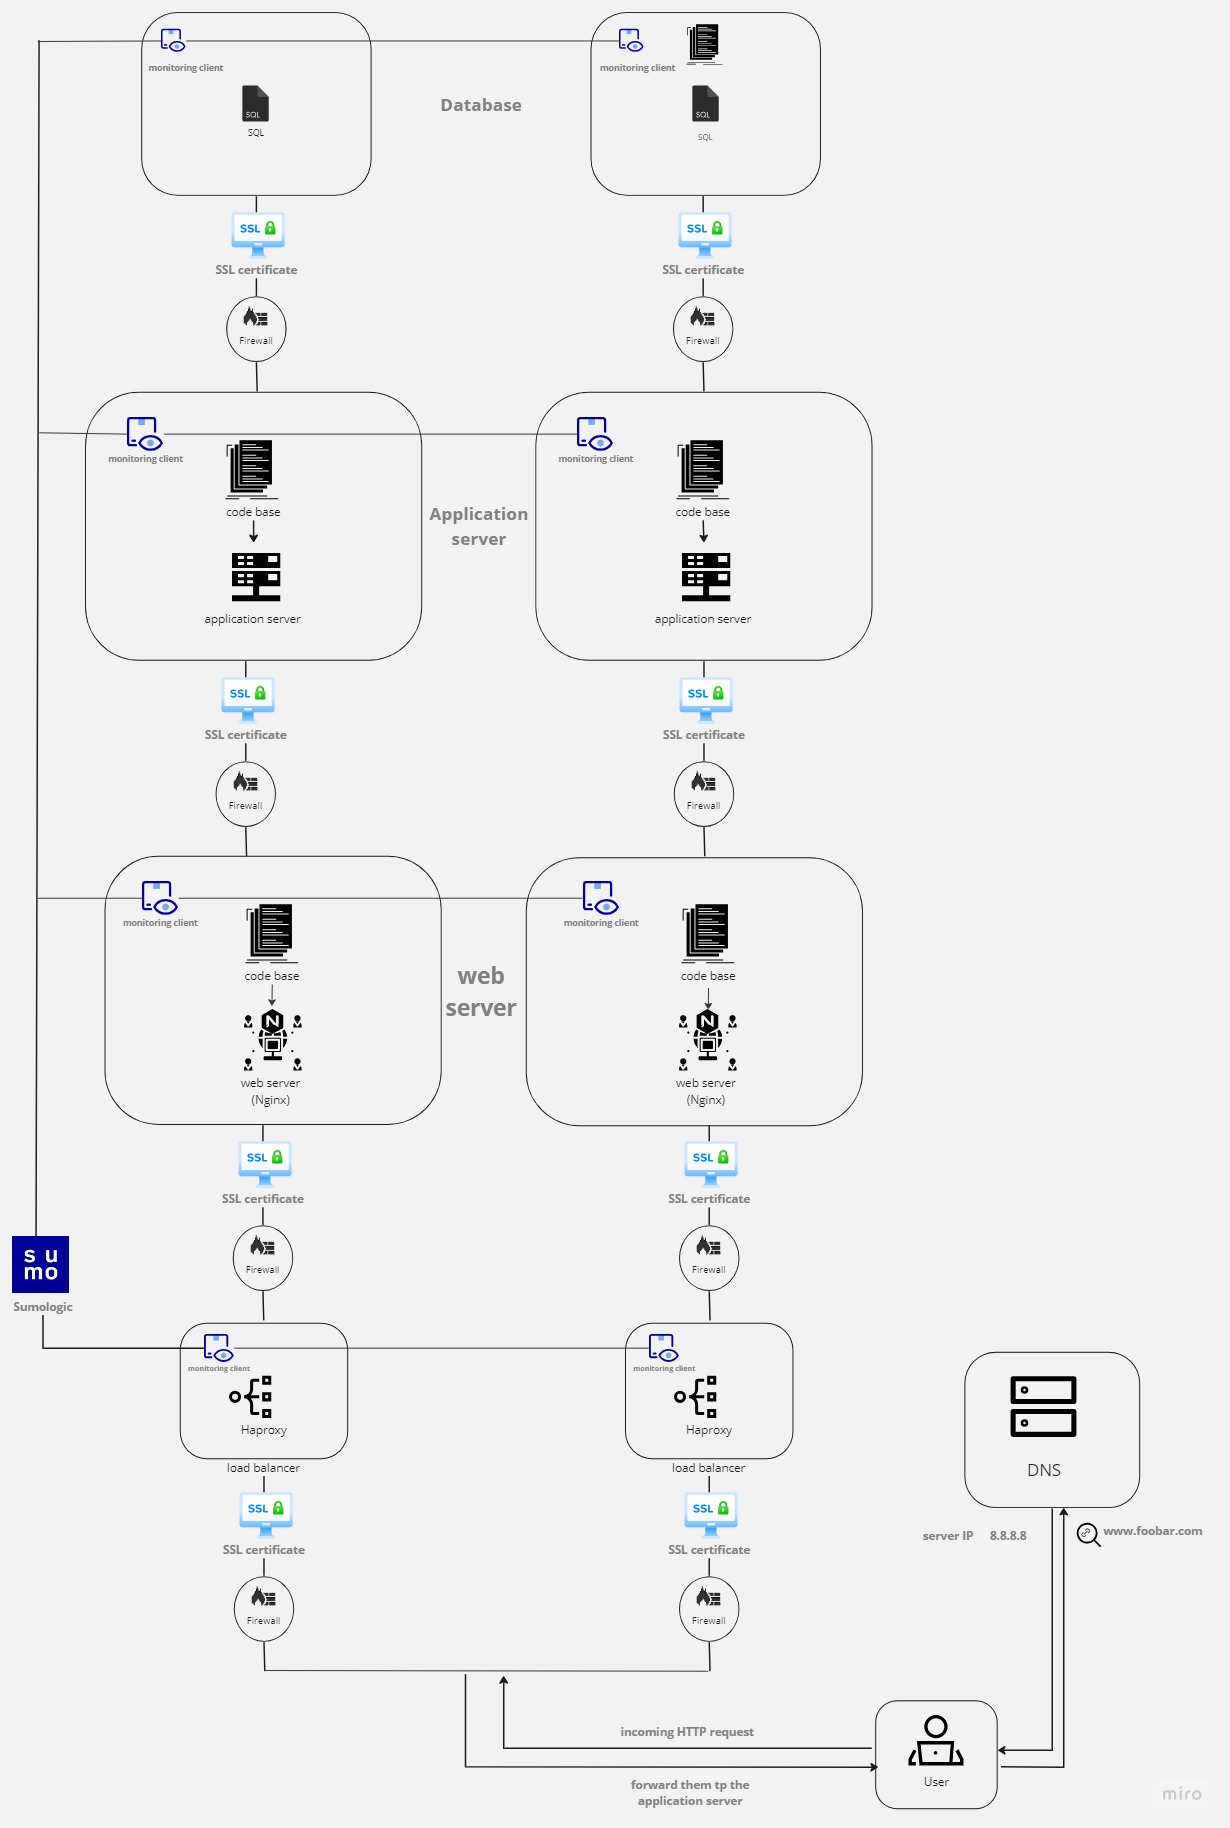 monitoring client
monitoring client
SQL
SQL
Database
SQL
SQL
SSL
SSL
SSL certificate
SSL certificate
Firewall
Firewall
monitoring client
monitoring client
code base
code base
Application
server
application server
application server
SSL
SSL
SSL certificate
SSL certificate
Firewall
Firewall
monitoring client
monitoring client
code base
code base
web
server
N
N
web server
(Nginx)
web server
(Nginx)
SSL
SSL
SSL certificate
SSL certificate
Firewall
Firewall
su
mo
Sumologic
monitoring client
monitoring client
Haproxy
Haproxy
load balancer
load balancer
DNS
SSL
SSL
SSL certificate
SSL certificate
server IP 8.8.8.8
www.foobar.com
Firewall
Firewall
incoming HTTP request
forward them tp the
application server
User
miro